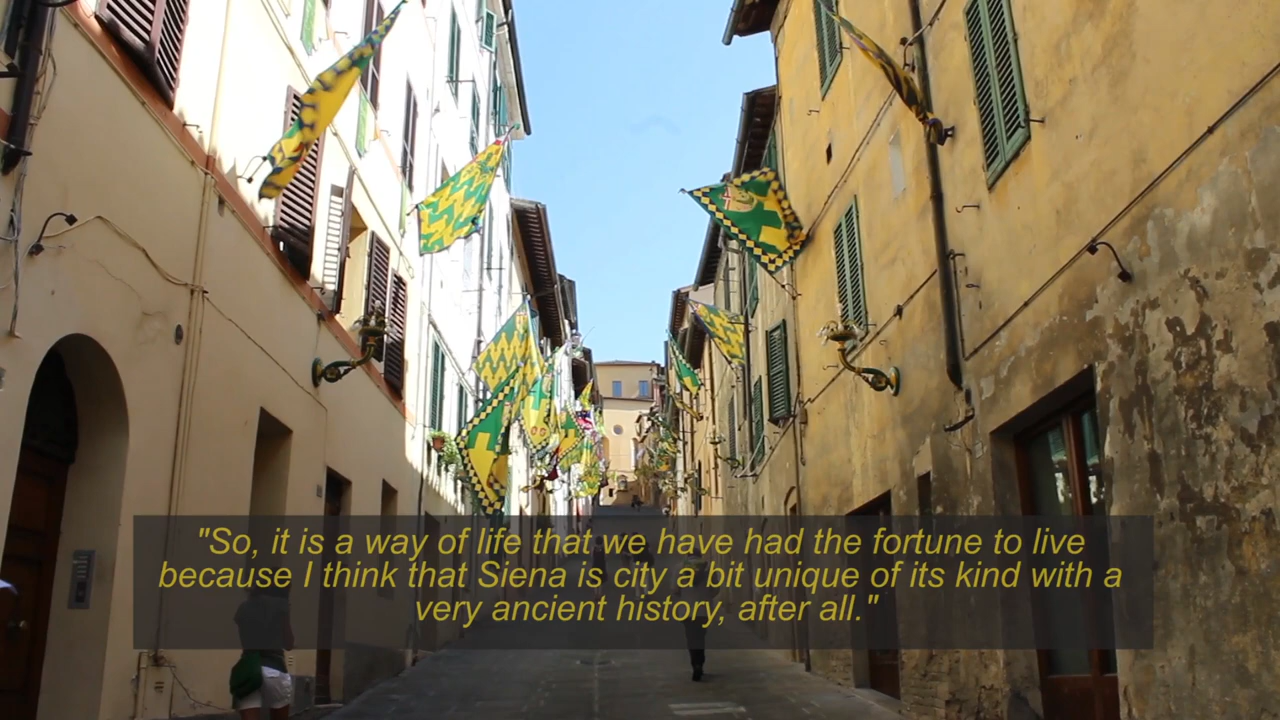 "So, it is a way of life that we have had the fortune to live
because I think that Siena is city a bit unique of its kind with a
very ancient history, after all."